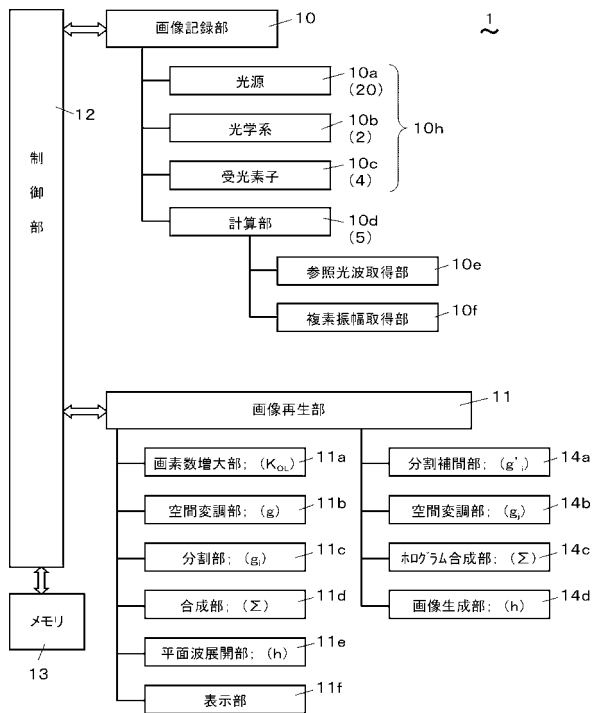 画像記録部
10
1
~
光源
10a
(20)
光学系
10b
(2)
10h
受光素子
10c
(4)
計算部
10d
(5)
参照光波取得部
10e
複素振幅取得部
10f
12
制御部
画像再生部
11
画素数増大部; (KOL)
11a
空間変調部; (g)
11b
分割部; (gi)
11c
合成部; (Σ)
11d
平面波展開部; (h)
11e
表示部
11f
分割補間部; (g'i)
14a
空間変調部; (gi)
14b
ホログラム合成部; (Σ)
14c
画像生成部; (h)
14d
メモリ
13